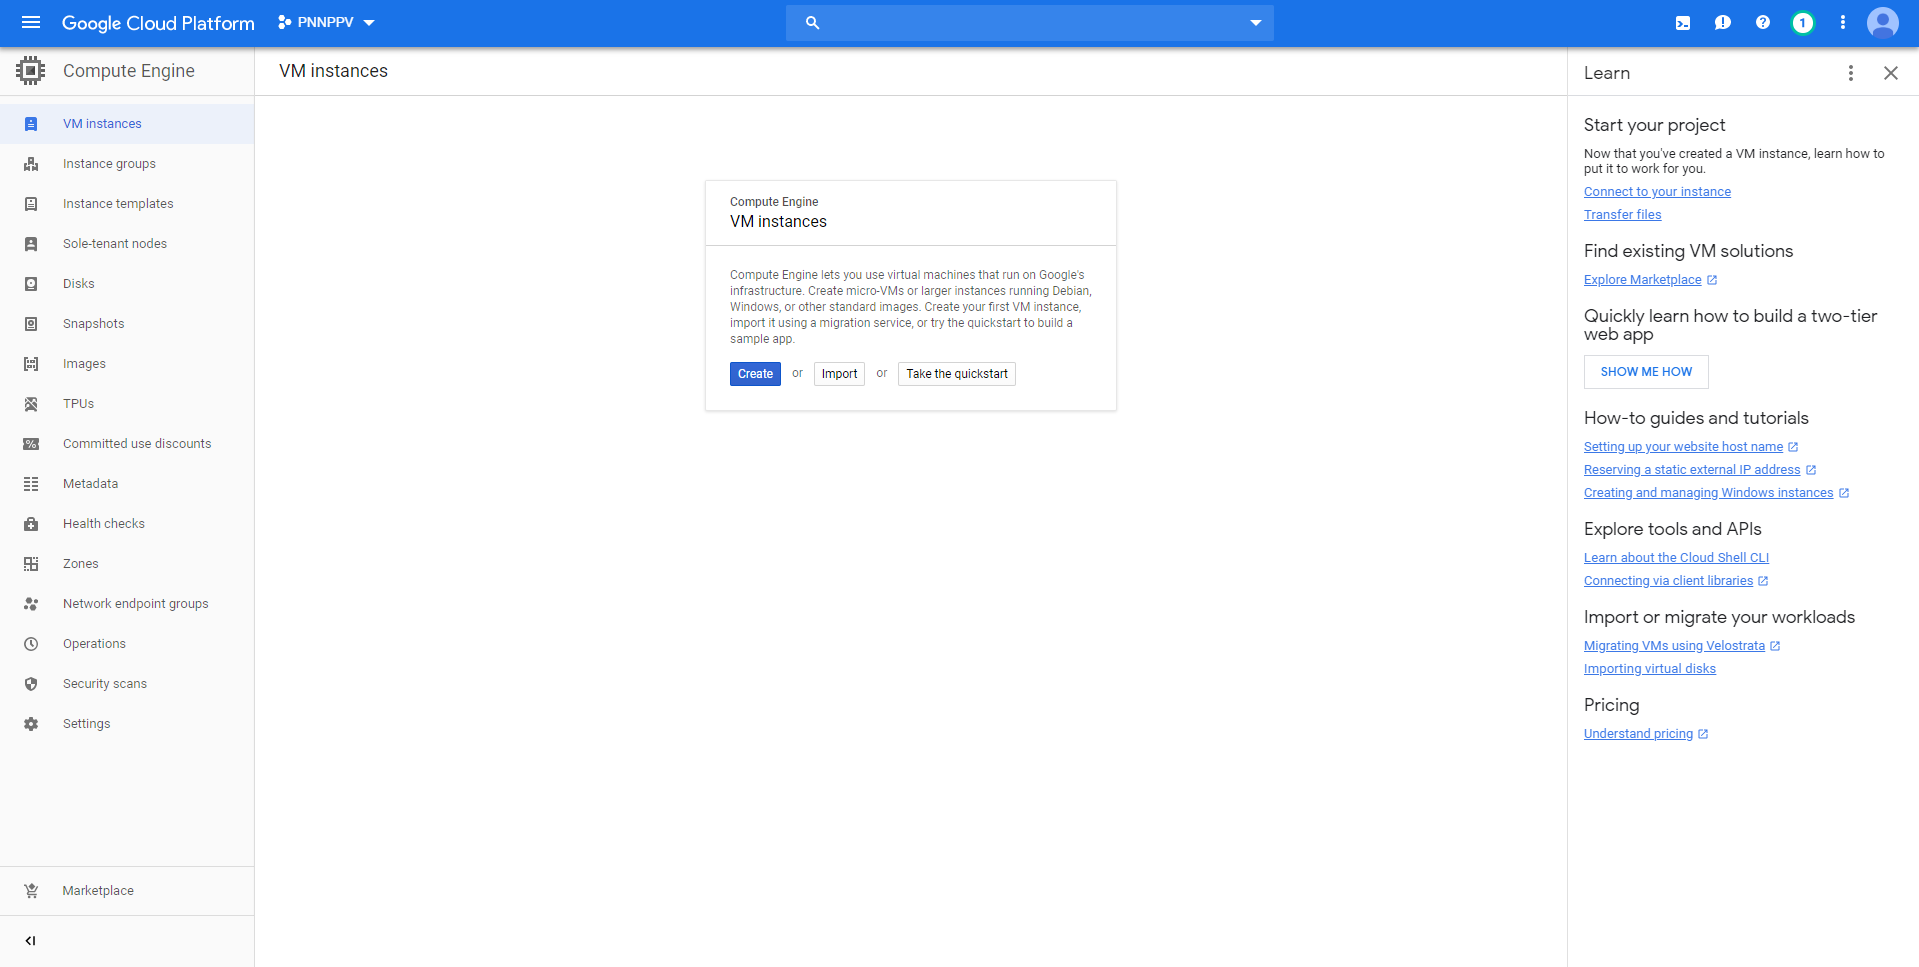 Google Cloud Platform
PNNPPV
1
Compute Engine
VM instances
Instance groups
Instance templates
Sole-tenant nodes
Disks
Snapshots
Images
TPUs
Committed use discounts
Metadata
Health checks
Zones
Network endpoint groups
Operations
Security scans
Settings
Marketplace
VM instances
Compute Engine
VM instances
Compute Engine lets you use virtual machines that run on Google's
infrastructure. Create micro-VMs or larger instances running Debian,
Windows, or other standard images. Create your first VM instance,
import it using a migration service, or try the quickstart to build a
sample app.
Create or Import or Take the quickstart
Learn
Start your project
Now that you've created a VM instance, learn how to
put it to work for you.
Connect to your instance
Transfer files
Find existing VM solutions
Explore Marketplace
Quickly learn how to build a two-tier
web app
SHOW ME HOW
How-to guides and tutorials
Setting up your website host name
Reserving a static external IP address
Creating and managing Windows instances
Explore tools and APIs
Learn about the Cloud Shell CLI
Connecting via client libraries
Import or migrate your workloads
Migrating VMs using Velostrata
Importing virtual disks
Pricing
Understand pricing